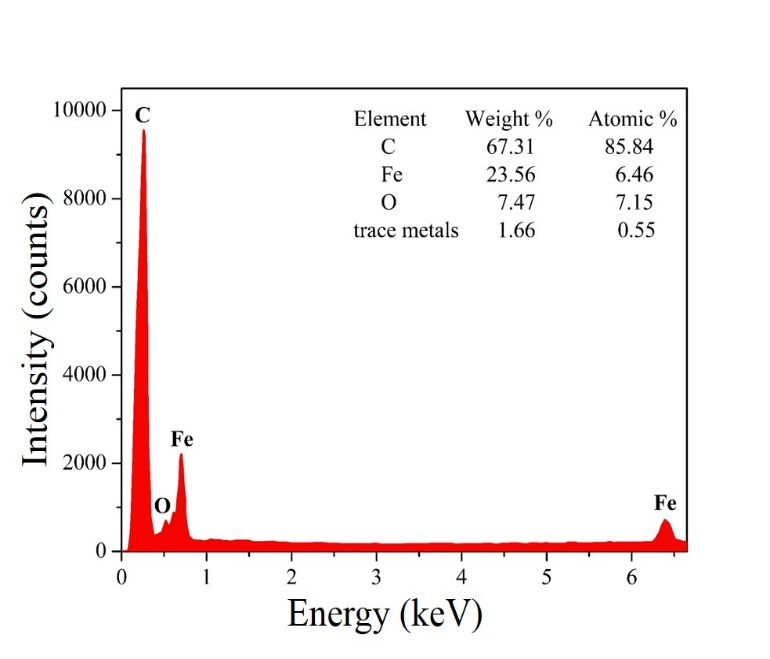 Intensity (counts)
10000
8000
6000
4000
2000
0
C
O
Fe
Fe
Element Weight % Atomic %
C 67.31 85.84
Fe 23.56 6.46
O 7.47 7.15
trace metals 1.66 0.55
0 1 2 3 4 5 6
Energy (keV)